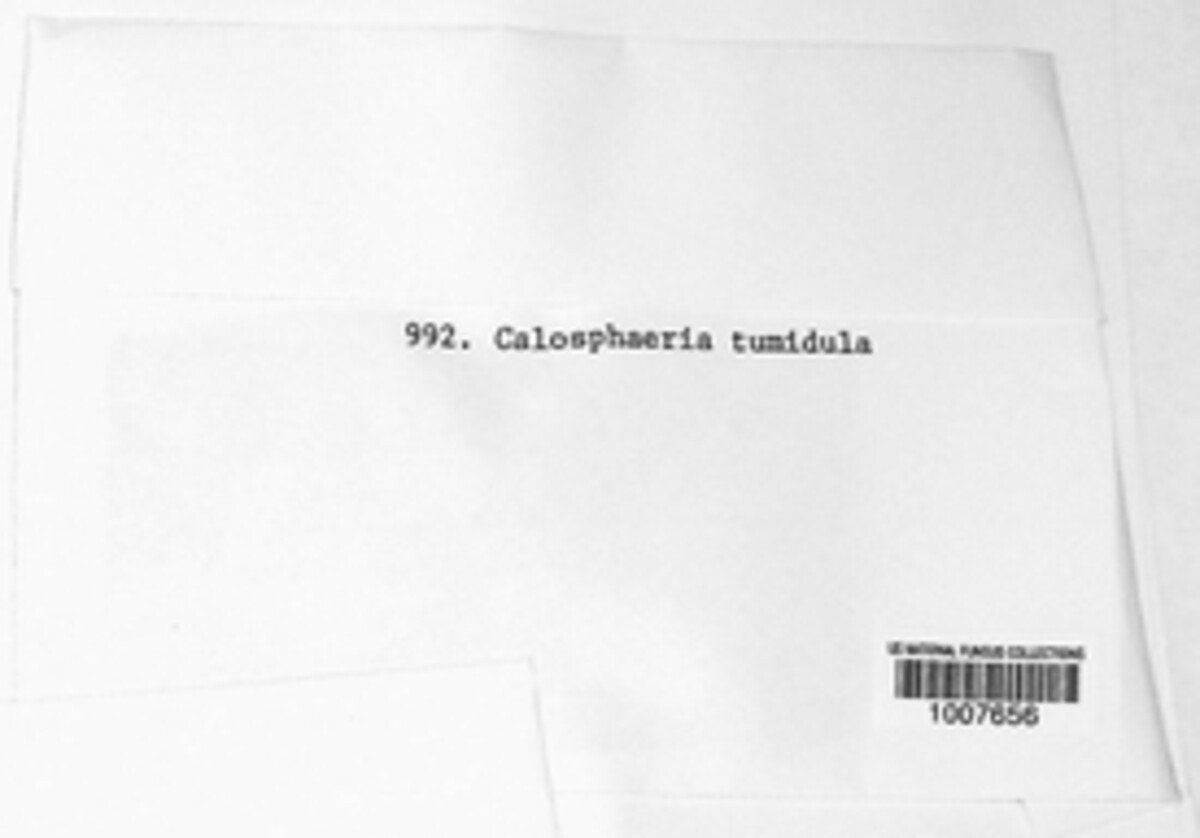 992. Calosphaeria tumidula
US NATIONAL FUNGUS COLLECTIONS
1007656